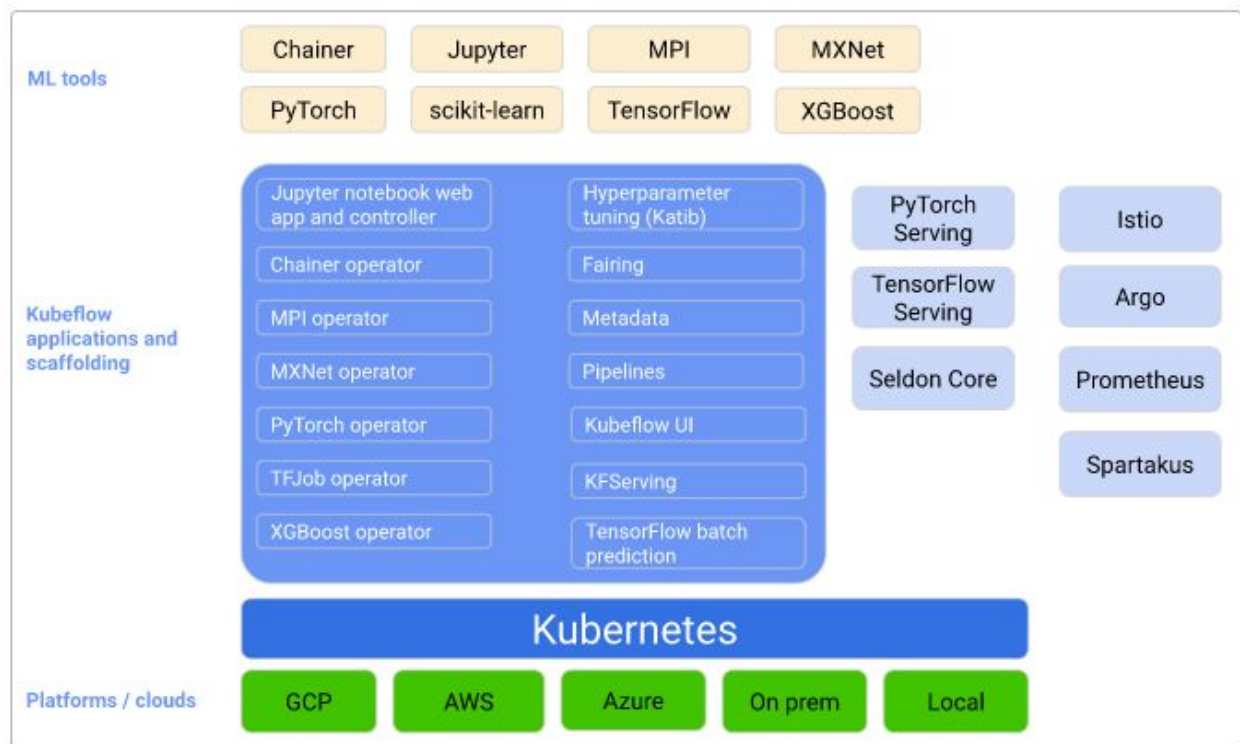 ML tools
Chainer
Jupyter
MPI
MXNet
PyTorch
scikit-learn
TensorFlow
XGBoost
Kubeflow
applications and
scaffolding
Jupyter notebook web
app and controller
Chainer operator
MPI operator
MXNet operator
PyTorch operator
TFJob operator
XGBoost operator
Hyperparameter
tuning (Katib)
Fairing
Metadata
Pipelines
Kubeflow UI
KFServing
TensorFlow batch
prediction
PyTorch
Serving
TensorFlow
Serving
Seldon Core
Istio
Argo
Prometheus
Spartakus
Kubernetes
Platforms / clouds
GCP
AWS
Azure
On prem
Local